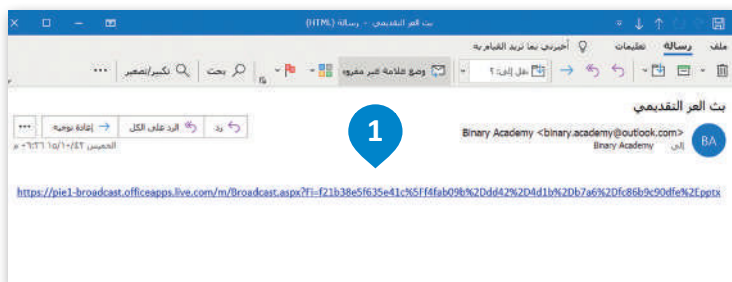 بث العر التقديمي - رسالة (HTML)
ملف رسالة تعليمات أخبرني بما تريد القيام به
نقل إلى: ? وضع علامة غير مقروء بحث تكبير/تصغير
بث العر التقديمي
Binary Academy <binary.academy@outlook.com>
إلى Binary Academy
BA
رد الرد على الكل إعادة توجيه
الخميس
1
https://pie1-broadcast.officeapps.live.com/m/Broadcast.aspx?Fi=f21b38e5f635e41c%5Ff4fab09b%2Ddd42%2D4d1b%2Db7a6%2Dfc86b9c90dfe%2Epptx